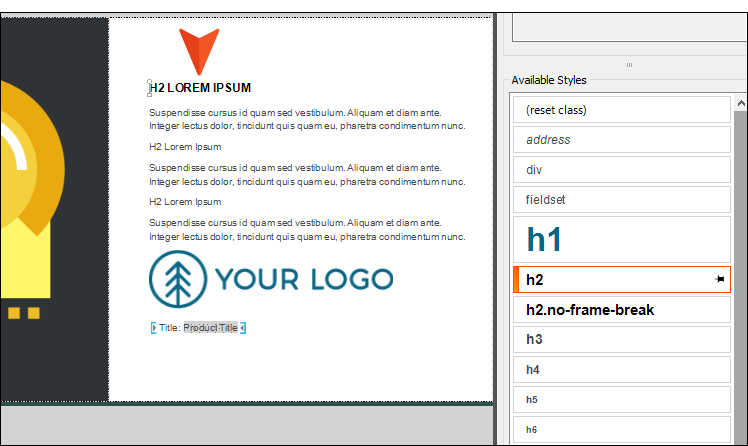 H2 LOREM IPSUM
Suspendisse cursus id quam sed vestibulum. Aliquam et diam ante.
Integer lectus dolor, tincidunt quis quam eu, pharetra condimentum nunc.
H2 Lorem Ipsum
Suspendisse cursus id quam sed vestibulum. Aliquam et diam ante.
Integer lectus dolor, tincidunt quis quam eu, pharetra condimentum nunc.
H2 Lorem Ipsum
Suspendisse cursus id quam sed vestibulum. Aliquam et diam ante.
Integer lectus dolor, tincidunt quis quam eu, pharetra condimentum nunc.
YOUR LOGO
Title: Product Title
Available Styles
(reset class)
address
div
fieldset
h1
h2
h2.no-frame-break
h3
h4
h5
h6